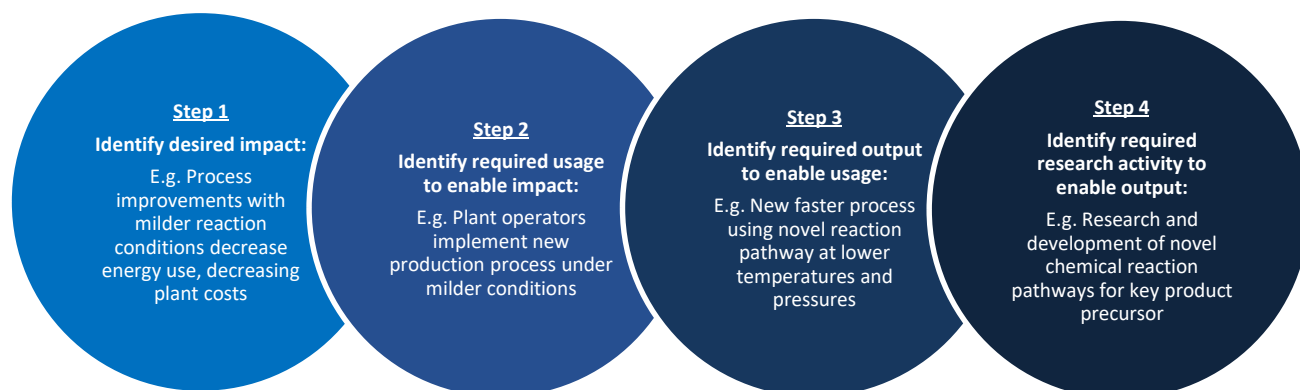 Step 1
Identify desired impact:
E.g. Process
improvements with
milder reaction
conditions decrease
energy use, decreasing
plant costs
Step 2
Identify required usage
to enable impact:
E.g. Plant operators
implement new
production process under
milder conditions
Step 3
Identify required output
to enable usage:
E.g. New faster process
using novel reaction
pathway at lower
temperatures and
pressures
Step 4
Identify required
research activity to
enable output:
E.g. Research and
development of novel
chemical reaction
pathways for key product
precursor